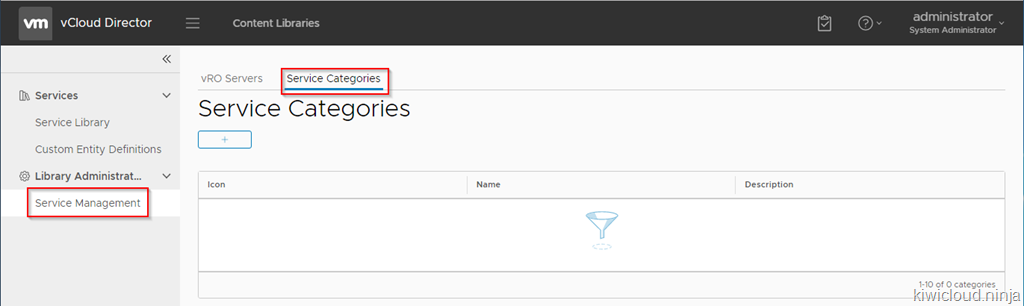 vm vCloud Director Content Libraries ? administrator
System Administrator
«
vRO Servers Service Categories
Services
Service Categories
Service Library
+
Custom Entity Definitions
Library Administrat...
Icon Name Description
Service Management
1-10 of 0 categories
kiwicloud.ninja